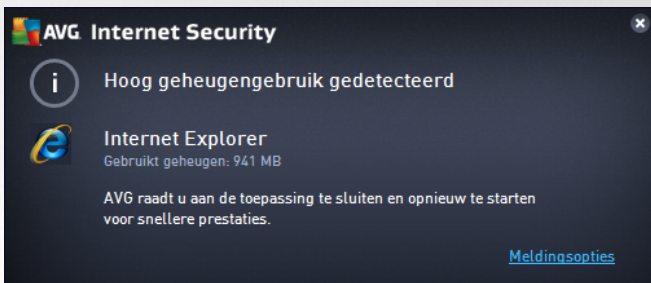 AVG. Internet Security
i
Hoog geheugengebruik gedetecteerd
Internet Explorer
Gebruikt geheugen: 941 MB
AVG raadt u aan de toepassing te sluiten en opnieuw te starten
voor snellere prestaties.
Meldingsopties